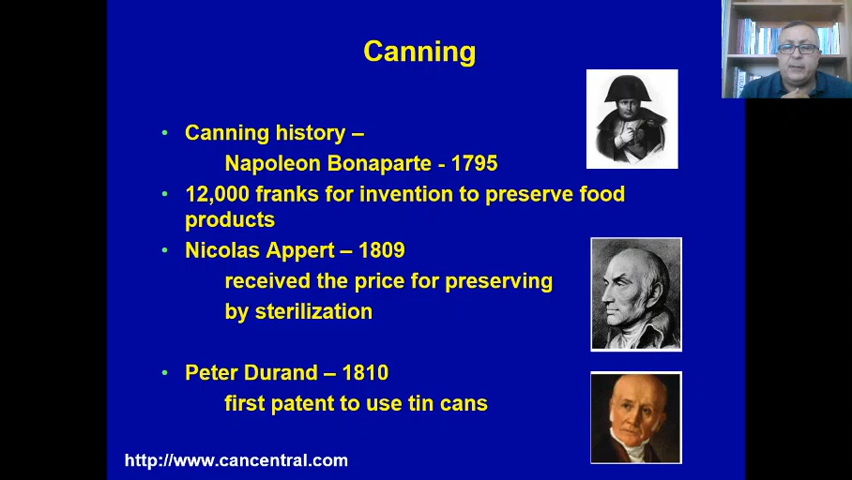 Canning
• Canning history –
Napoleon Bonaparte - 1795
• 12,000 franks for invention to preserve food
products
• Nicolas Appert – 1809
received the price for preserving
by sterilization
• Peter Durand – 1810
first patent to use tin cans
http://www.cancentral.com